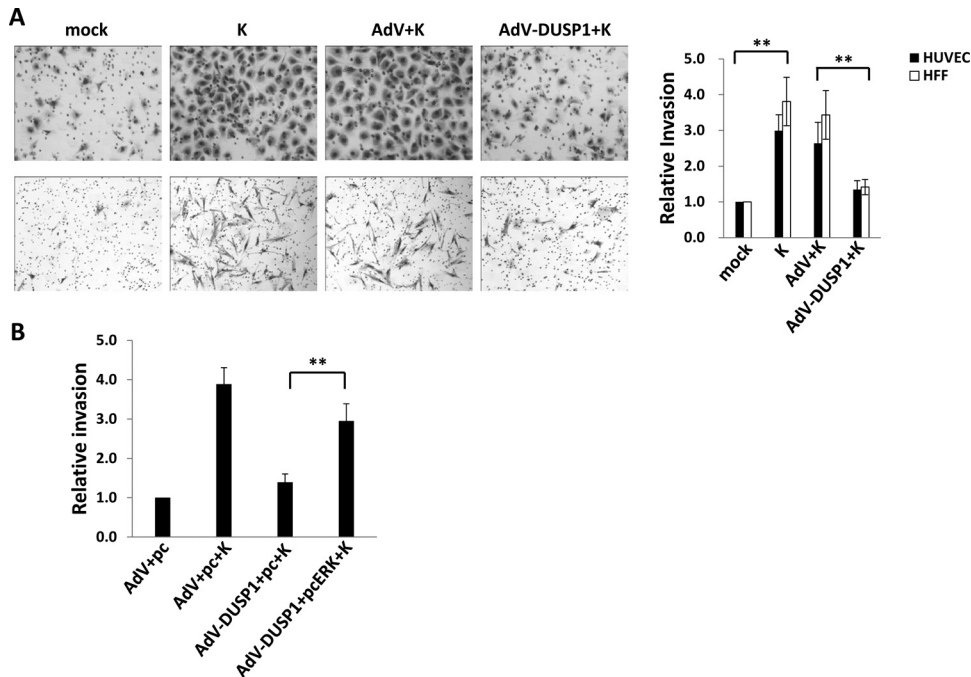 A
mock
K
AdV+K
AdV-DUSP1+K
Relative Invasion
5.0
4.0
3.0
2.0
1.0
0.0
**
**
HUVEC
HFF
mock
K
AdV+K
AdV-DUSP1+K
B
Relative invasion
5.0
4.0
3.0
2.0
1.0
0.0
**
AdV+pc
AdV+pc+K
AdV-DUSP1+pc+K
AdV-DUSP1+pcERK+K